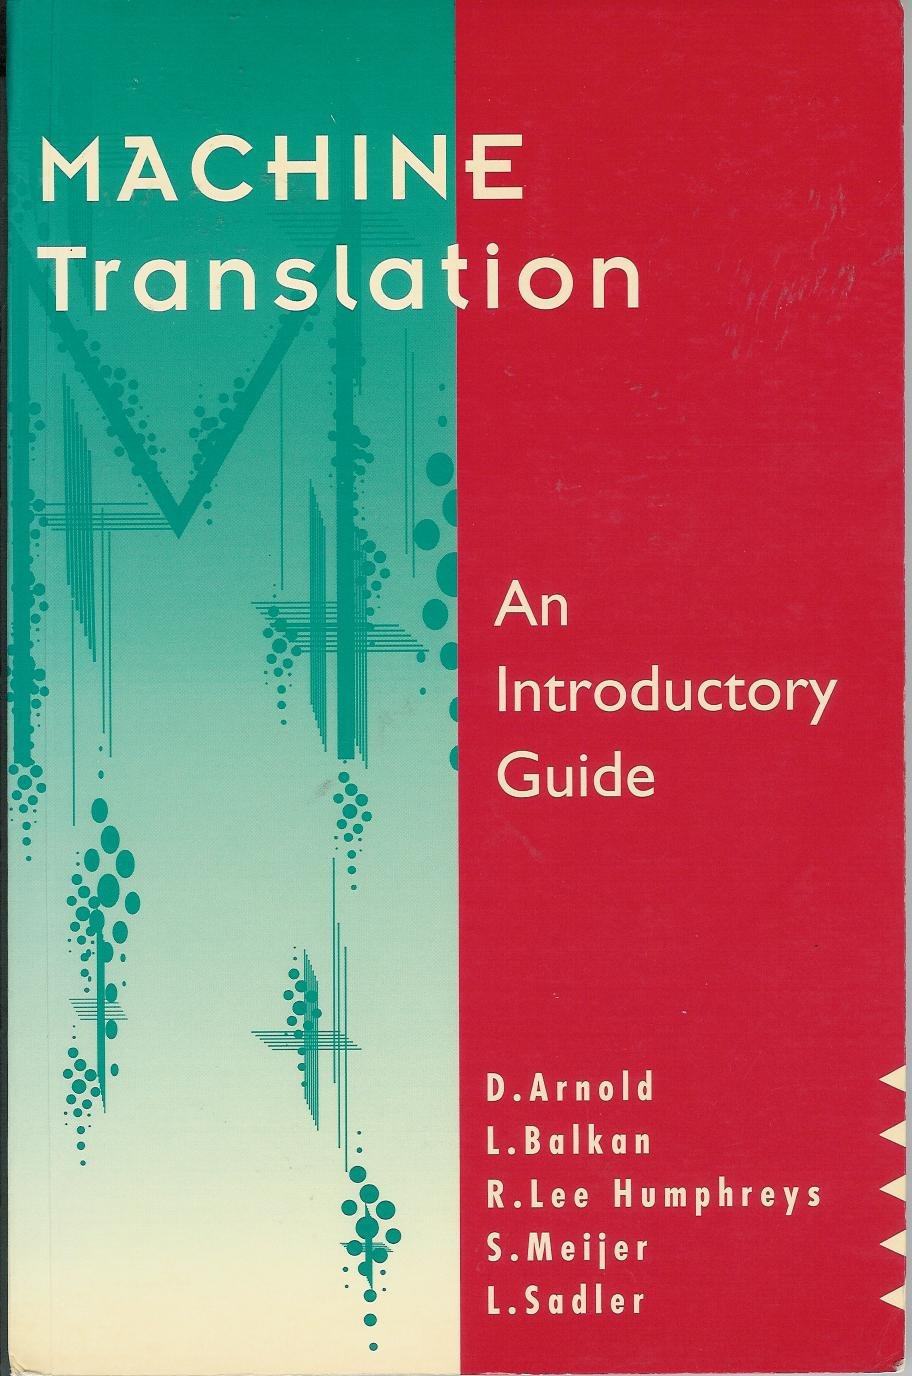 MACHINE
Translation
An
Introductory
Guide
D.Arnold
L.Balkan
R.Lee Humphreys
S.Meijer
L.Sadler